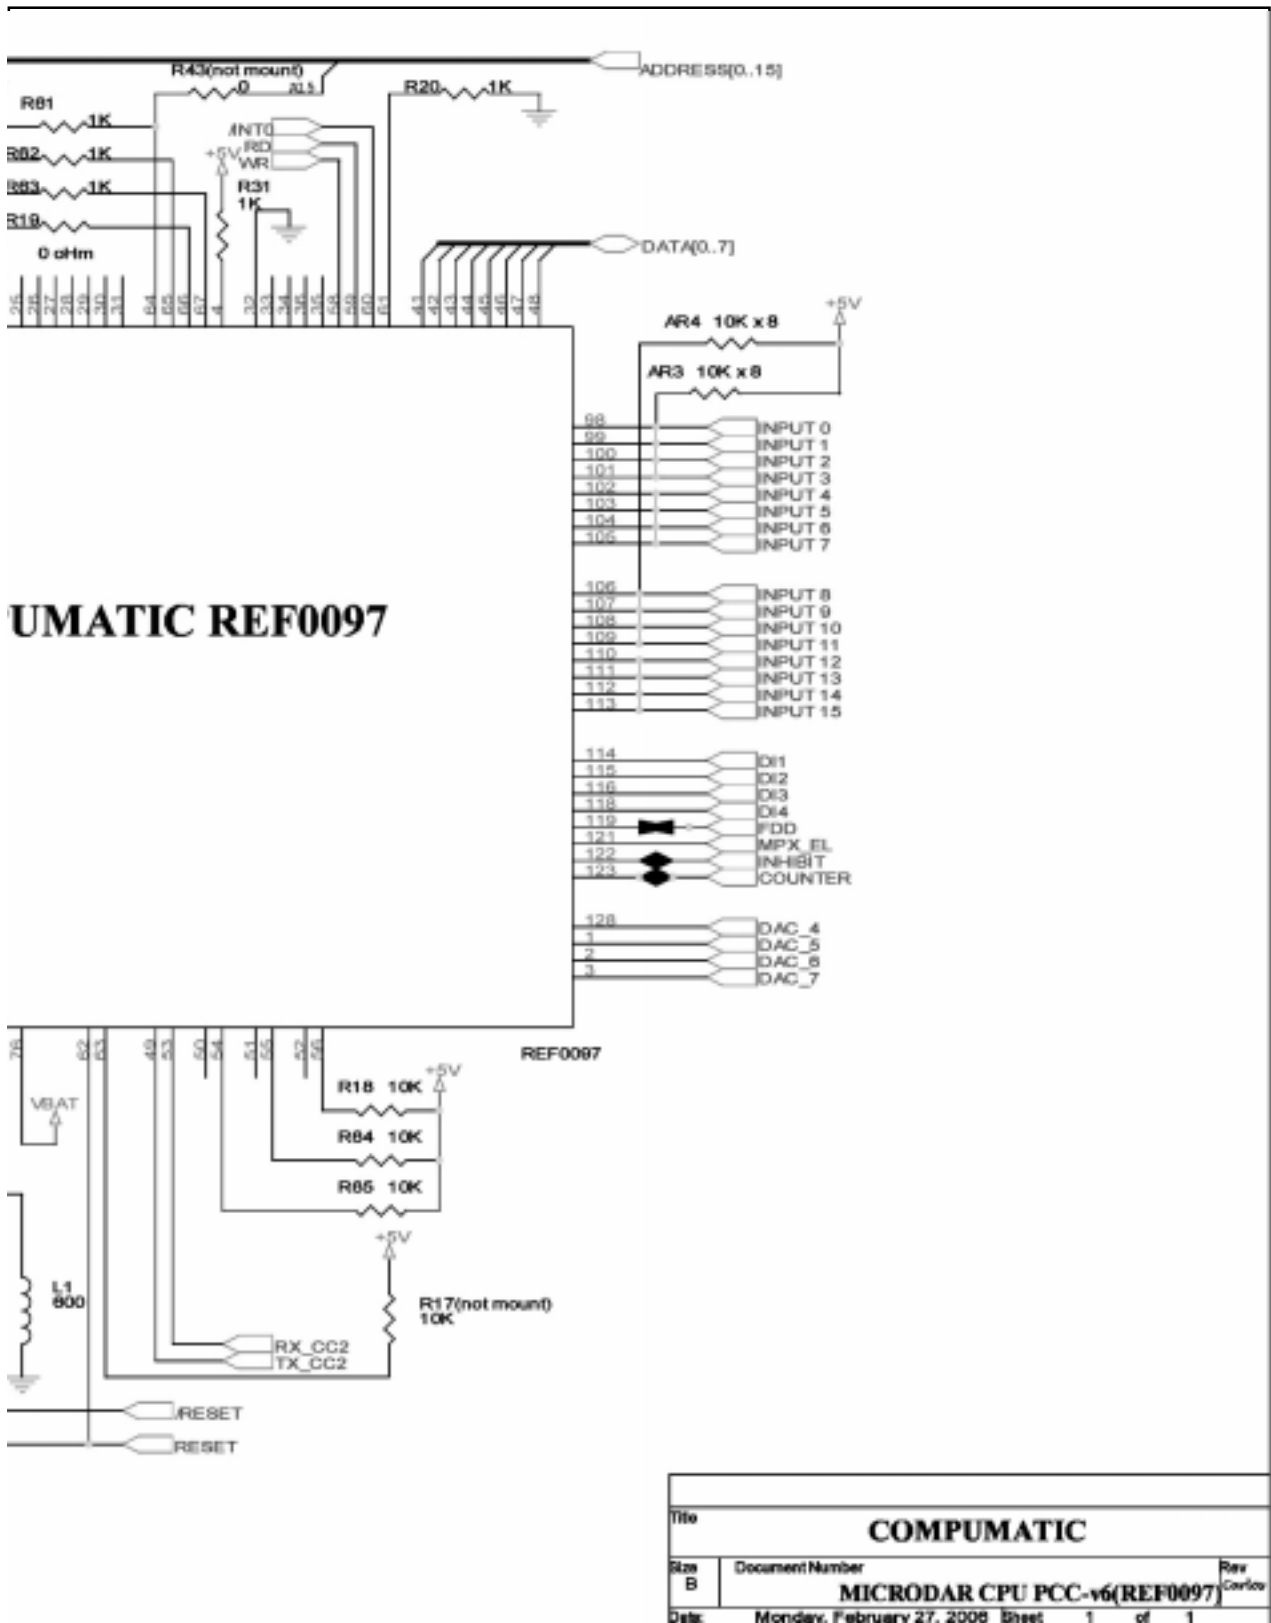 ADDRESS[0..15]
R43(not mount)
0
R20
1K
R81
1K
/INT0
RD
WR
+5V
R82
1K
R83
1K
R31
1K
R19
0 oHm
DATA[0..7]
25
26
27
28
29
30
31
64
65
66
67
4
32
33
34
35
58
59
60
61
41
42
43
44
45
46
47
48
+5V
AR4 10K x 8
AR3 10K x 8
98 INPUT 0
99 INPUT 1
100 INPUT 2
101 INPUT 3
102 INPUT 4
103 INPUT 5
104 INPUT 6
105 INPUT 7
106 INPUT 8
107 INPUT 9
108 INPUT 10
109 INPUT 11
110 INPUT 12
111 INPUT 13
112 INPUT 14
113 INPUT 15
UMATIC REF0097
114 DI1
115 DI2
116 DI3
118 DI4
119 FDD
121 MPX_EL
122 INHIBIT
123 COUNTER
128 DAC_4
1 DAC_5
2 DAC_6
3 DAC_7
76
62
63
49
53
50
54
51
55
52
56
REF0097
+5V
R18 10K
VBAT
R84 10K
R85 10K
+5V
L1
600
R17(not mount)
10K
RX_CC2
TX_CC2
/RESET
RESET
Title
COMPUMATIC
Size
B
Document Number
MICRODAR CPU PCC-v6(REF0097)
Rev
Carlos
Date:
Monday, February 27, 2006
Sheet 1 of 1